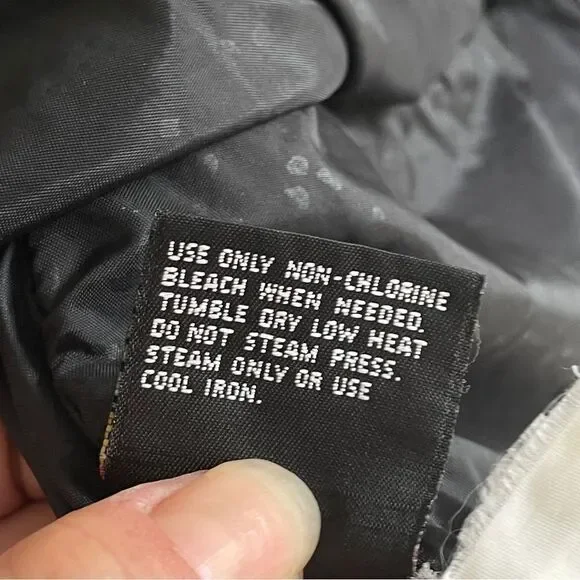 USE ONLY NON-CHLORINE
BLEACH WHEN NEEDED.
TUMBLE DRY LOW HEAT
DO NOT STEAM PRESS.
STEAM ONLY OR USE
COOL IRON.